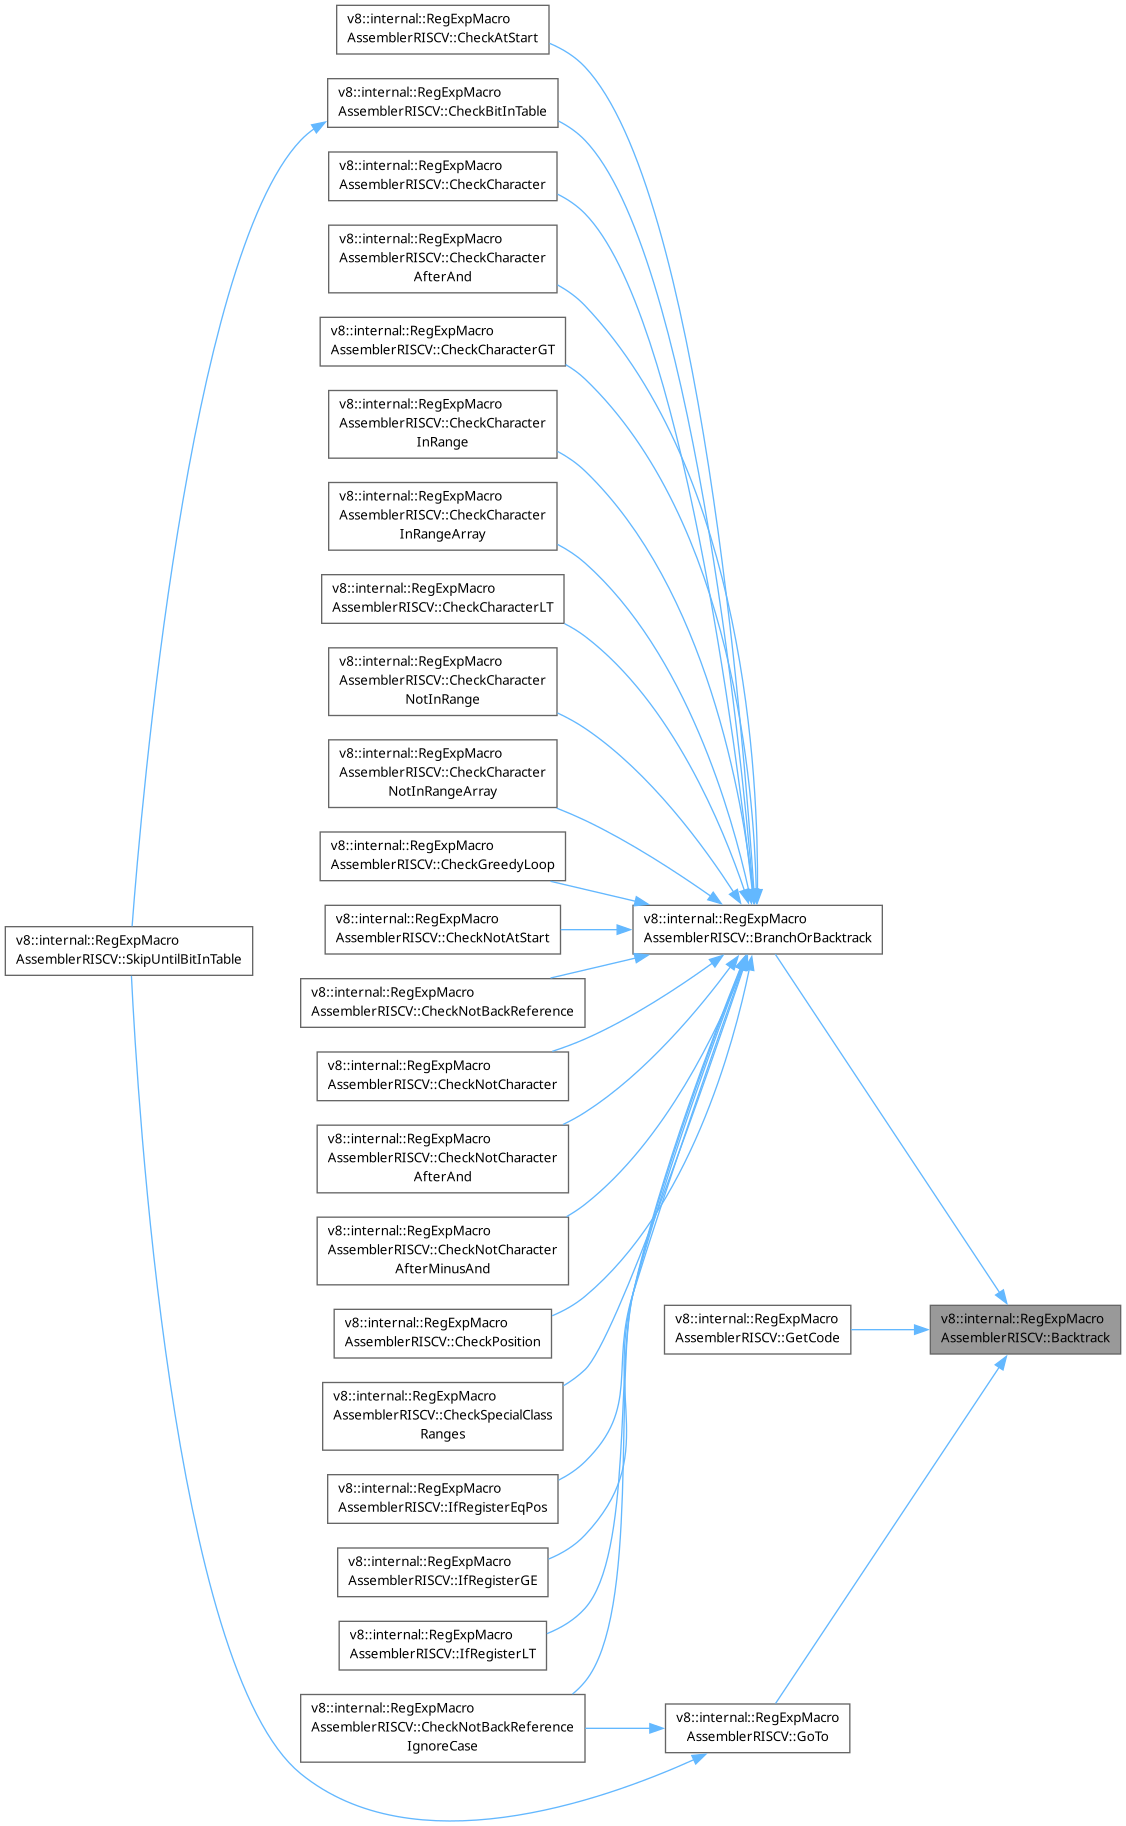 v8::internal::RegExpMacro
AssemblerRISCV::CheckAtStart
v8::internal::RegExpMacro
AssemblerRISCV::CheckBitInTable
v8::internal::RegExpMacro
AssemblerRISCV::CheckCharacter
v8::internal::RegExpMacro
AssemblerRISCV::CheckCharacter
AfterAnd
v8::internal::RegExpMacro
AssemblerRISCV::CheckCharacterGT
v8::internal::RegExpMacro
AssemblerRISCV::CheckCharacter
InRange
v8::internal::RegExpMacro
AssemblerRISCV::CheckCharacter
InRangeArray
v8::internal::RegExpMacro
AssemblerRISCV::CheckCharacterLT
v8::internal::RegExpMacro
AssemblerRISCV::CheckCharacter
NotInRange
v8::internal::RegExpMacro
AssemblerRISCV::CheckCharacter
NotInRangeArray
v8::internal::RegExpMacro
AssemblerRISCV::CheckGreedyLoop
v8::internal::RegExpMacro
AssemblerRISCV::CheckNotAtStart
v8::internal::RegExpMacro
AssemblerRISCV::BranchOrBacktrack
v8::internal::RegExpMacro
AssemblerRISCV::SkipUntilBitInTable
v8::internal::RegExpMacro
AssemblerRISCV::CheckNotBackReference
v8::internal::RegExpMacro
AssemblerRISCV::CheckNotCharacter
v8::internal::RegExpMacro
AssemblerRISCV::CheckNotCharacter
AfterAnd
v8::internal::RegExpMacro
AssemblerRISCV::CheckNotCharacter
AfterMinusAnd
v8::internal::RegExpMacro
AssemblerRISCV::CheckPosition
v8::internal::RegExpMacro
AssemblerRISCV::GetCode
v8::internal::RegExpMacro
AssemblerRISCV::Backtrack
v8::internal::RegExpMacro
AssemblerRISCV::CheckSpecialClass
Ranges
v8::internal::RegExpMacro
AssemblerRISCV::IfRegisterEqPos
v8::internal::RegExpMacro
AssemblerRISCV::IfRegisterGE
v8::internal::RegExpMacro
AssemblerRISCV::IfRegisterLT
v8::internal::RegExpMacro
AssemblerRISCV::CheckNotBackReference
IgnoreCase
v8::internal::RegExpMacro
AssemblerRISCV::GoTo